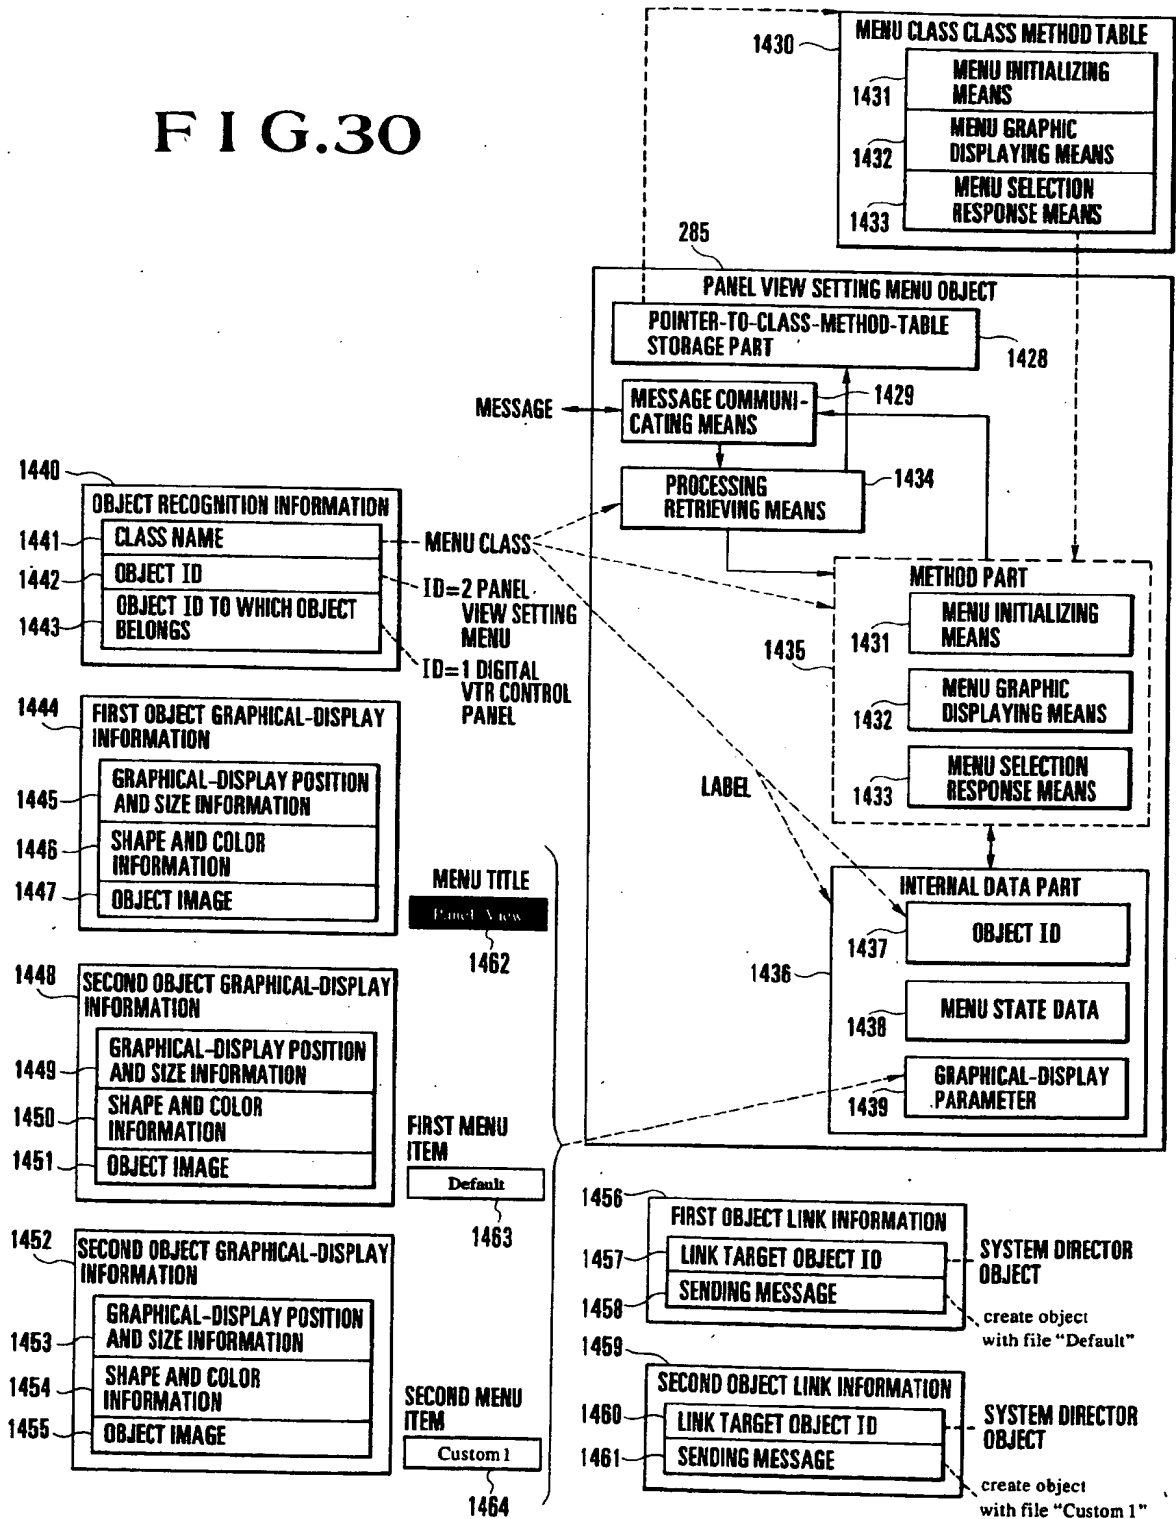 FIG.30
1430
MENU CLASS CLASS METHOD TABLE
1431
MENU INITIALIZING
MEANS
1432
MENU GRAPHIC
DISPLAYING MEANS
1433
MENU SELECTION
RESPONSE MEANS
285
PANEL VIEW SETTING MENU OBJECT
POINTER-TO-CLASS-METHOD-TABLE
STORAGE PART
1428
MESSAGE
MESSAGE COMMUNI-
CATING MEANS
1429
PROCESSING
RETRIEVING MEANS
1434
METHOD PART
1435
1431
MENU INITIALIZING
MEANS
1432
MENU GRAPHIC
DISPLAYING MEANS
1433
MENU SELECTION
RESPONSE MEANS
LABEL
INTERNAL DATA PART
1436
1437
OBJECT ID
1438
MENU STATE DATA
1439
GRAPHICAL-DISPLAY
PARAMETER
1440
OBJECT RECOGNITION INFORMATION
1441
CLASS NAME
MENU CLASS
1442
OBJECT ID
ID=2 PANEL
VIEW SETTING
MENU
1443
OBJECT ID TO WHICH OBJECT
BELONGS
ID=1 DIGITAL
VTR CONTROL
PANEL
1444
FIRST OBJECT GRAPHICAL-DISPLAY
INFORMATION
1445
GRAPHICAL-DISPLAY POSITION
AND SIZE INFORMATION
1446
SHAPE AND COLOR
INFORMATION
1447
OBJECT IMAGE
MENU TITLE
Panel View
1462
1448
SECOND OBJECT GRAPHICAL-DISPLAY
INFORMATION
1449
GRAPHICAL-DISPLAY POSITION
AND SIZE INFORMATION
1450
SHAPE AND COLOR
INFORMATION
1451
OBJECT IMAGE
FIRST MENU
ITEM
Default
1463
1452
SECOND OBJECT GRAPHICAL-DISPLAY
INFORMATION
1453
GRAPHICAL-DISPLAY POSITION
AND SIZE INFORMATION
1454
SHAPE AND COLOR
INFORMATION
1455
OBJECT IMAGE
SECOND MENU
ITEM
Custom 1
1464
1456
FIRST OBJECT LINK INFORMATION
1457
LINK TARGET OBJECT ID
SYSTEM DIRECTOR
OBJECT
1458
SENDING MESSAGE
create object
with file "Default"
1459
SECOND OBJECT LINK INFORMATION
1460
LINK TARGET OBJECT ID
SYSTEM DIRECTOR
OBJECT
1461
SENDING MESSAGE
create object
with file "Custom 1"